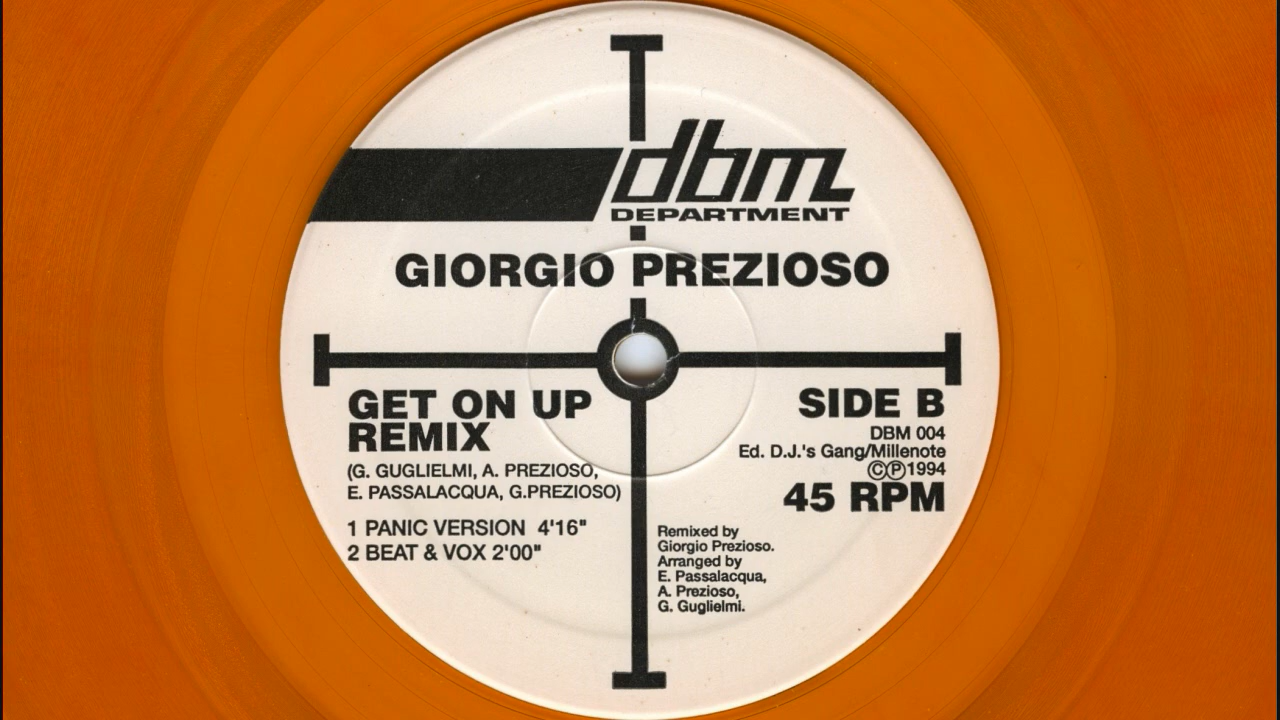 dbm
DEPARTMENT
GIORGIO PREZIOSO
GET ON UP
REMIX
(G. GUGLIELMI, A. PREZIOSO,
E. PASSALACQUA, G.PREZIOSO)
1 PANIC VERSION 4'16"
2 BEAT & VOX 2'00"
SIDE B
DBM 004
Ed. D.J.'s Gang/Millenote
©℗1994
45 RPM
Remixed by
Giorgio Prezioso.
Arranged by
E. Passalacqua,
A. Prezioso,
G. Guglielmi.